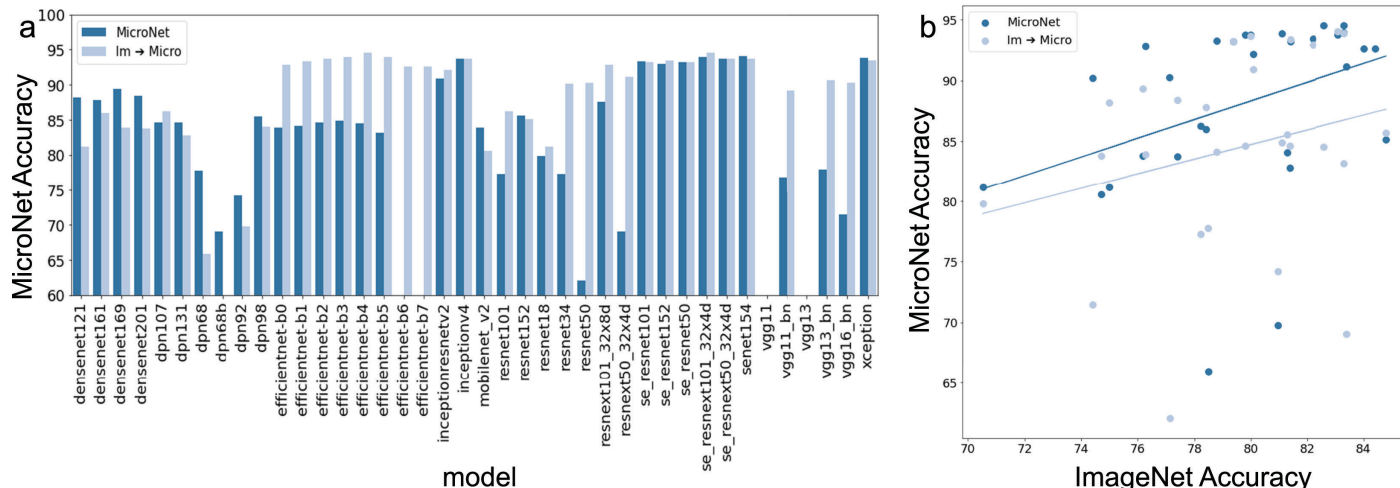 a
MicroNet
Im → Micro
MicroNet Accuracy
100
95
90
85
80
75
70
65
60
densenet121
densenet161
densenet169
densenet201
dpn107
dpn131
dpn68
dpn68b
dpn92
dpn98
efficientnet-b0
efficientnet-b1
efficientnet-b2
efficientnet-b3
efficientnet-b4
efficientnet-b5
efficientnet-b6
efficientnet-b7
inceptionresnetv2
inceptionv4
mobilenet_v2
resnet101
resnet152
resnet18
resnet34
resnet50
resnext101_32x8d
resnext50_32x4d
se_resnet101
se_resnet152
se_resnet50
se_resnext101_32x4d
se_resnext50_32x4d
senet154
vgg11
vgg11_bn
vgg13
vgg13_bn
vgg16_bn
xception
model
b
MicroNet
Im → Micro
MicroNet Accuracy
95
90
85
80
75
70
65
70
72
74
76
78
80
82
84
ImageNet Accuracy